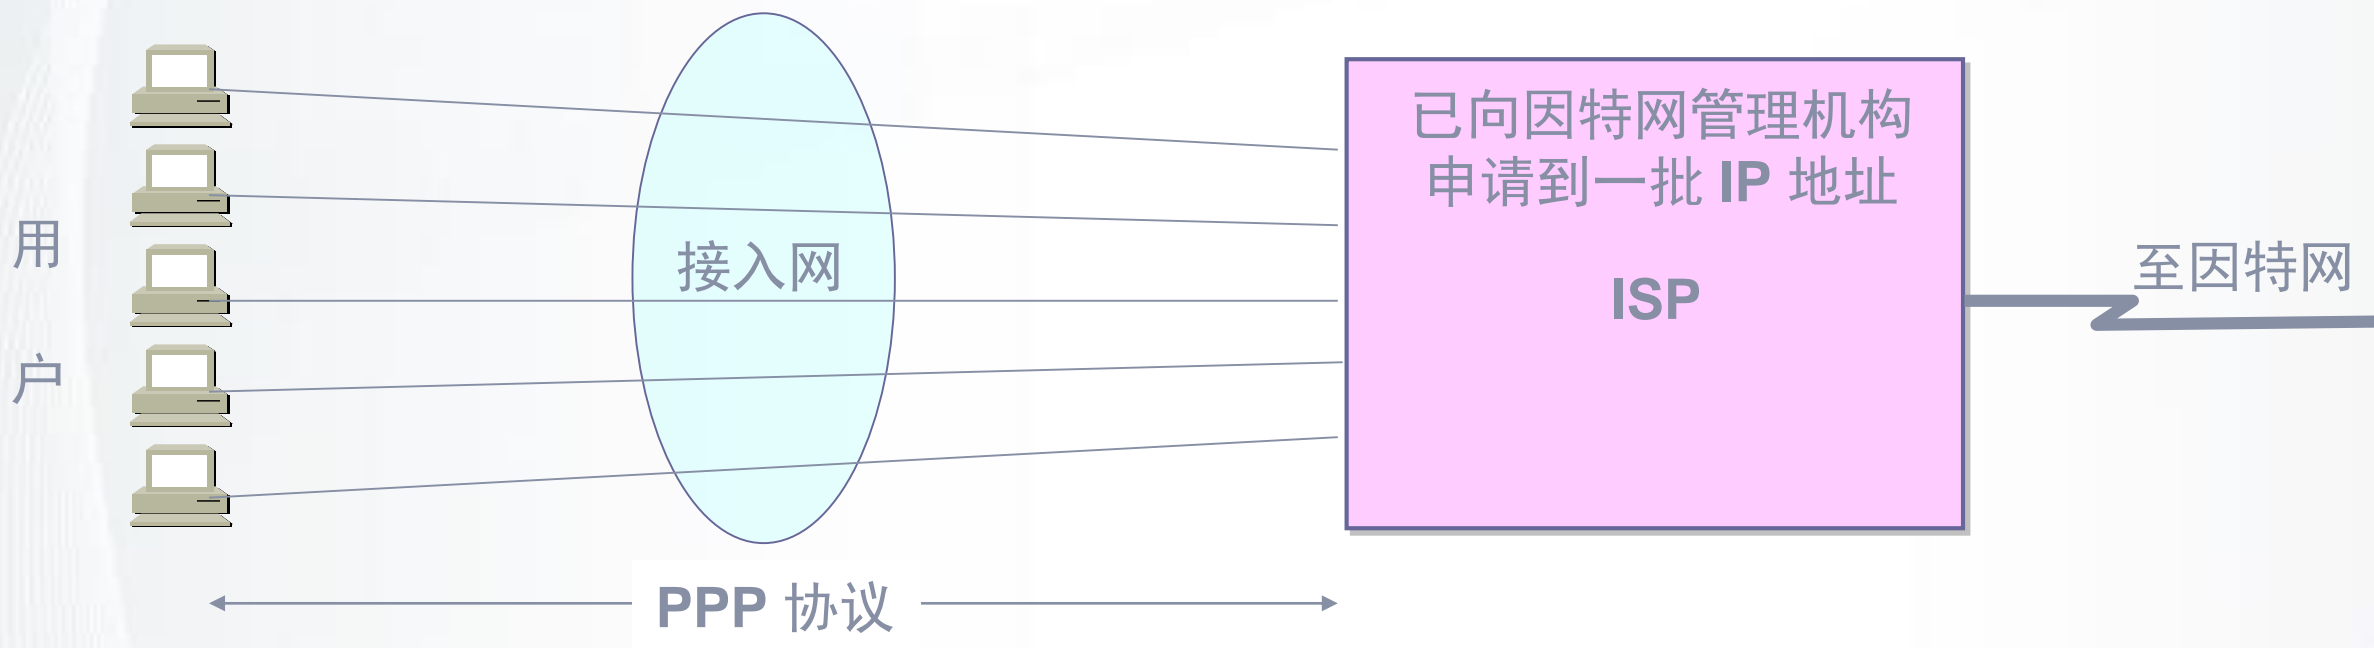 用
户
接入网
已向因特网管理机构
申请到一批 IP 地址
ISP
至因特网
PPP 协议